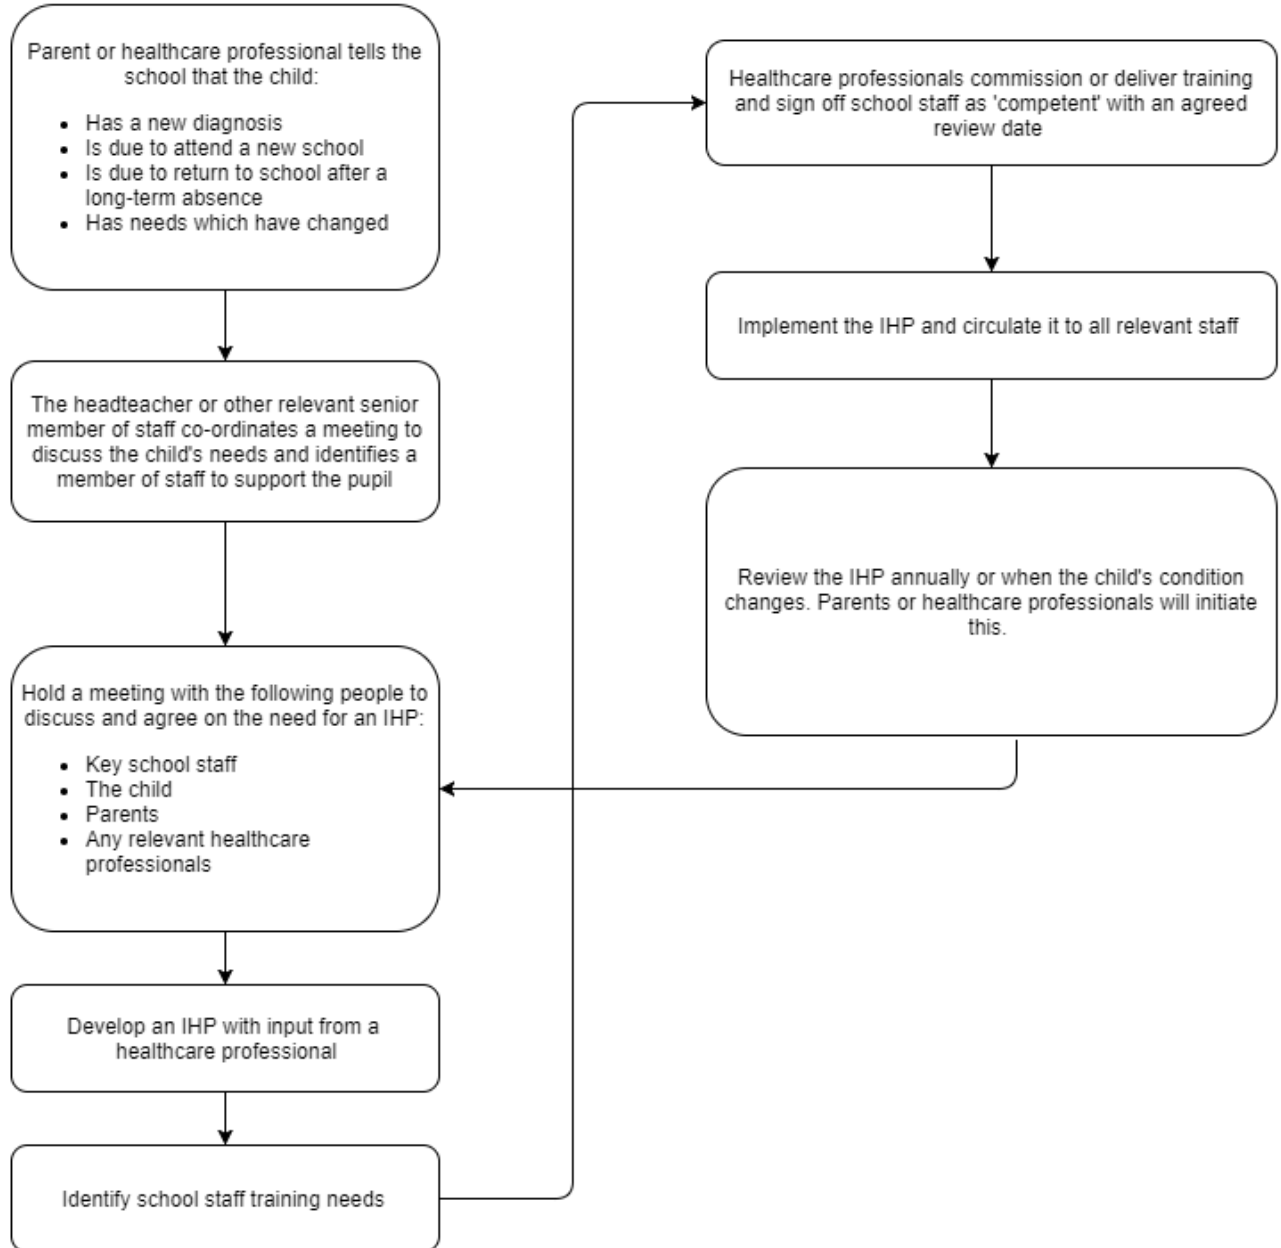 Parent or healthcare professional tells the
school that the child:
• Has a new diagnosis
• Is due to attend a new school
• Is due to return to school after a
long-term absence
• Has needs which have changed
The headteacher or other relevant senior
member of staff co-ordinates a meeting to
discuss the child's needs and identifies a
member of staff to support the pupil
Hold a meeting with the following people to
discuss and agree on the need for an IHP:
• Key school staff
• The child
• Parents
• Any relevant healthcare
professionals
Develop an IHP with input from a
healthcare professional
Identify school staff training needs
Healthcare professionals commission or deliver training
and sign off school staff as 'competent' with an agreed
review date
Implement the IHP and circulate it to all relevant staff
Review the IHP annually or when the child's condition
changes. Parents or healthcare professionals will initiate
this.